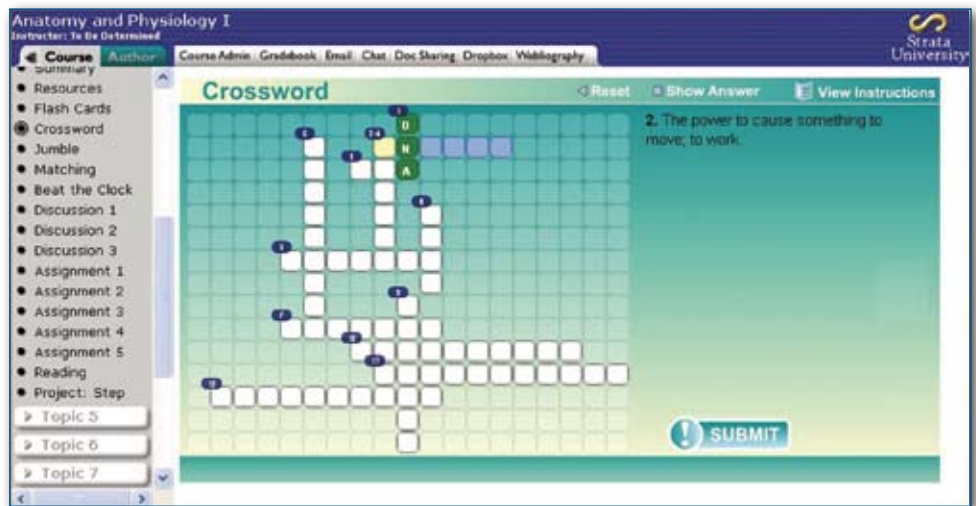 Anatomy and Physiology I
Instructor: To Be Determined
Strata
University
Course
Author
Course Admin Gradebook Email Chat Doc Sharing Dropbox Webliography
Summary
Resources
Flash Cards
Crossword
Jumble
Matching
Beat the Clock
Discussion 1
Discussion 2
Discussion 3
Assignment 1
Assignment 2
Assignment 3
Assignment 4
Assignment 5
Reading
Project: Step
Topic 5
Topic 6
Topic 7
Crossword
Reset
Show Answer
View Instructions
D
N
A
2. The power to cause something to
move; to work.
! SUBMIT